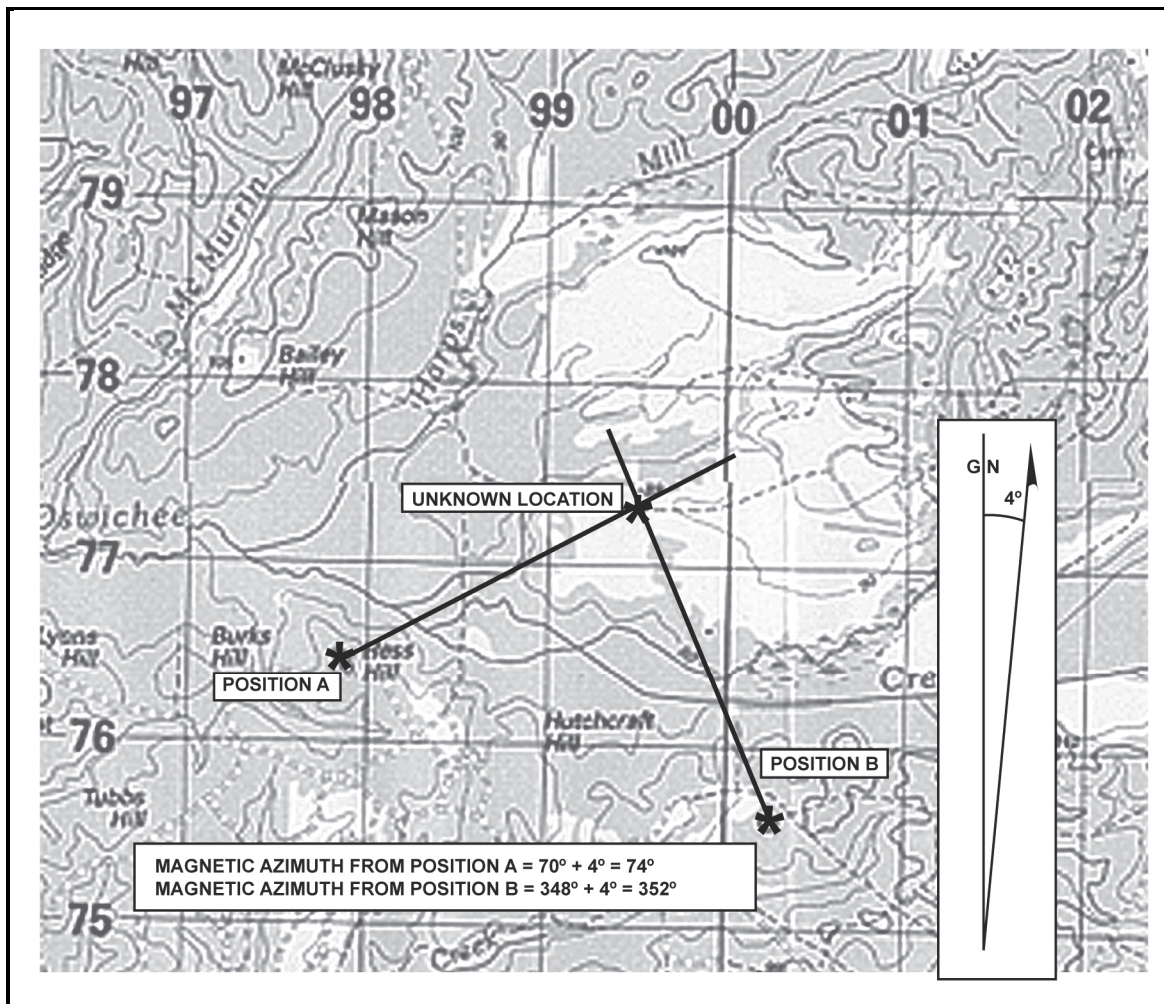 McClusky
Hill
97
98
99
00
01
02
Mill
79
Mc Murrin
Mason
Hill
78
Bailey
Hill
Harps
GN
4º
UNKNOWN LOCATION
Oswichee
77
Lyons
Hill
Burks
Hill
Hess
Hill
POSITION A
Cre
76
Hutchcraft
Hill
POSITION B
Tubbs
Hill
MAGNETIC AZIMUTH FROM POSITION A = 70º + 4º = 74º
MAGNETIC AZIMUTH FROM POSITION B = 348º + 4º = 352º
75
Creek